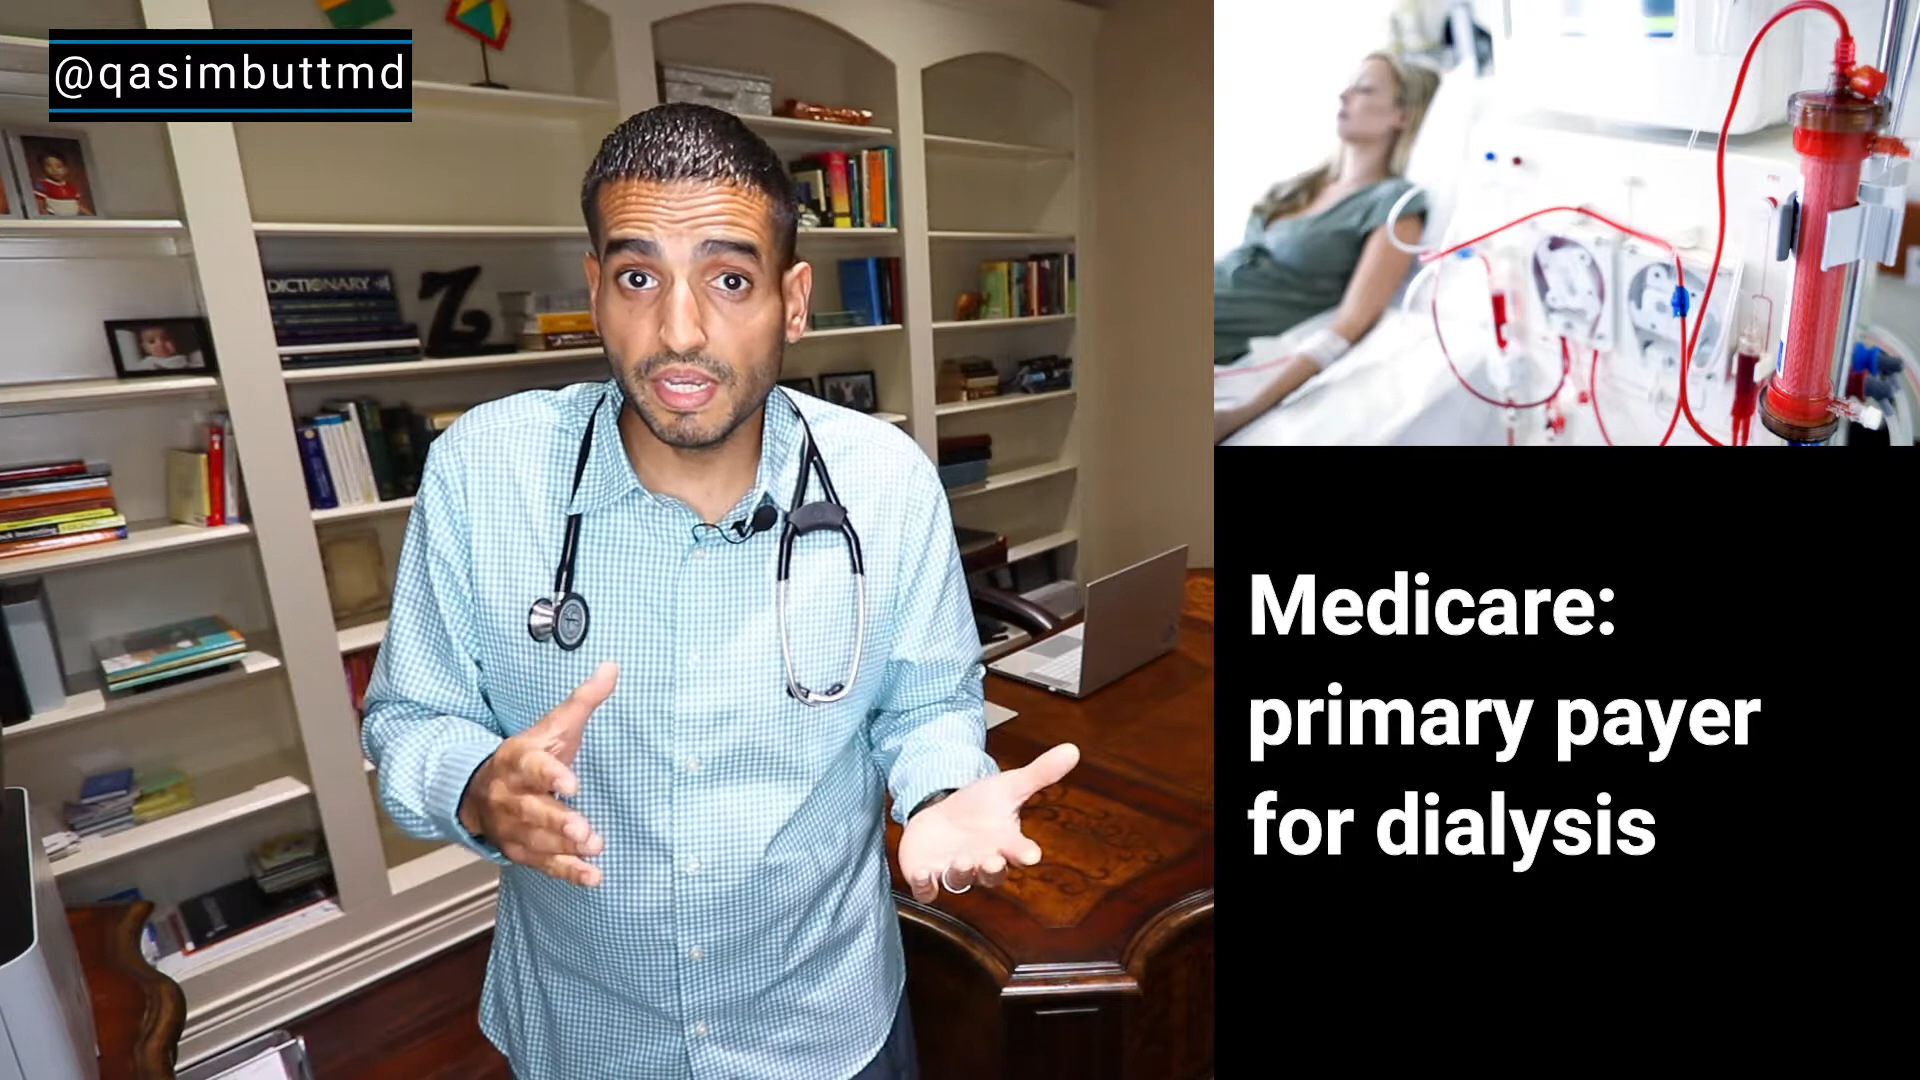 @qasimbuttmd
DICTIONARY
Medicare:
primary payer
for dialysis